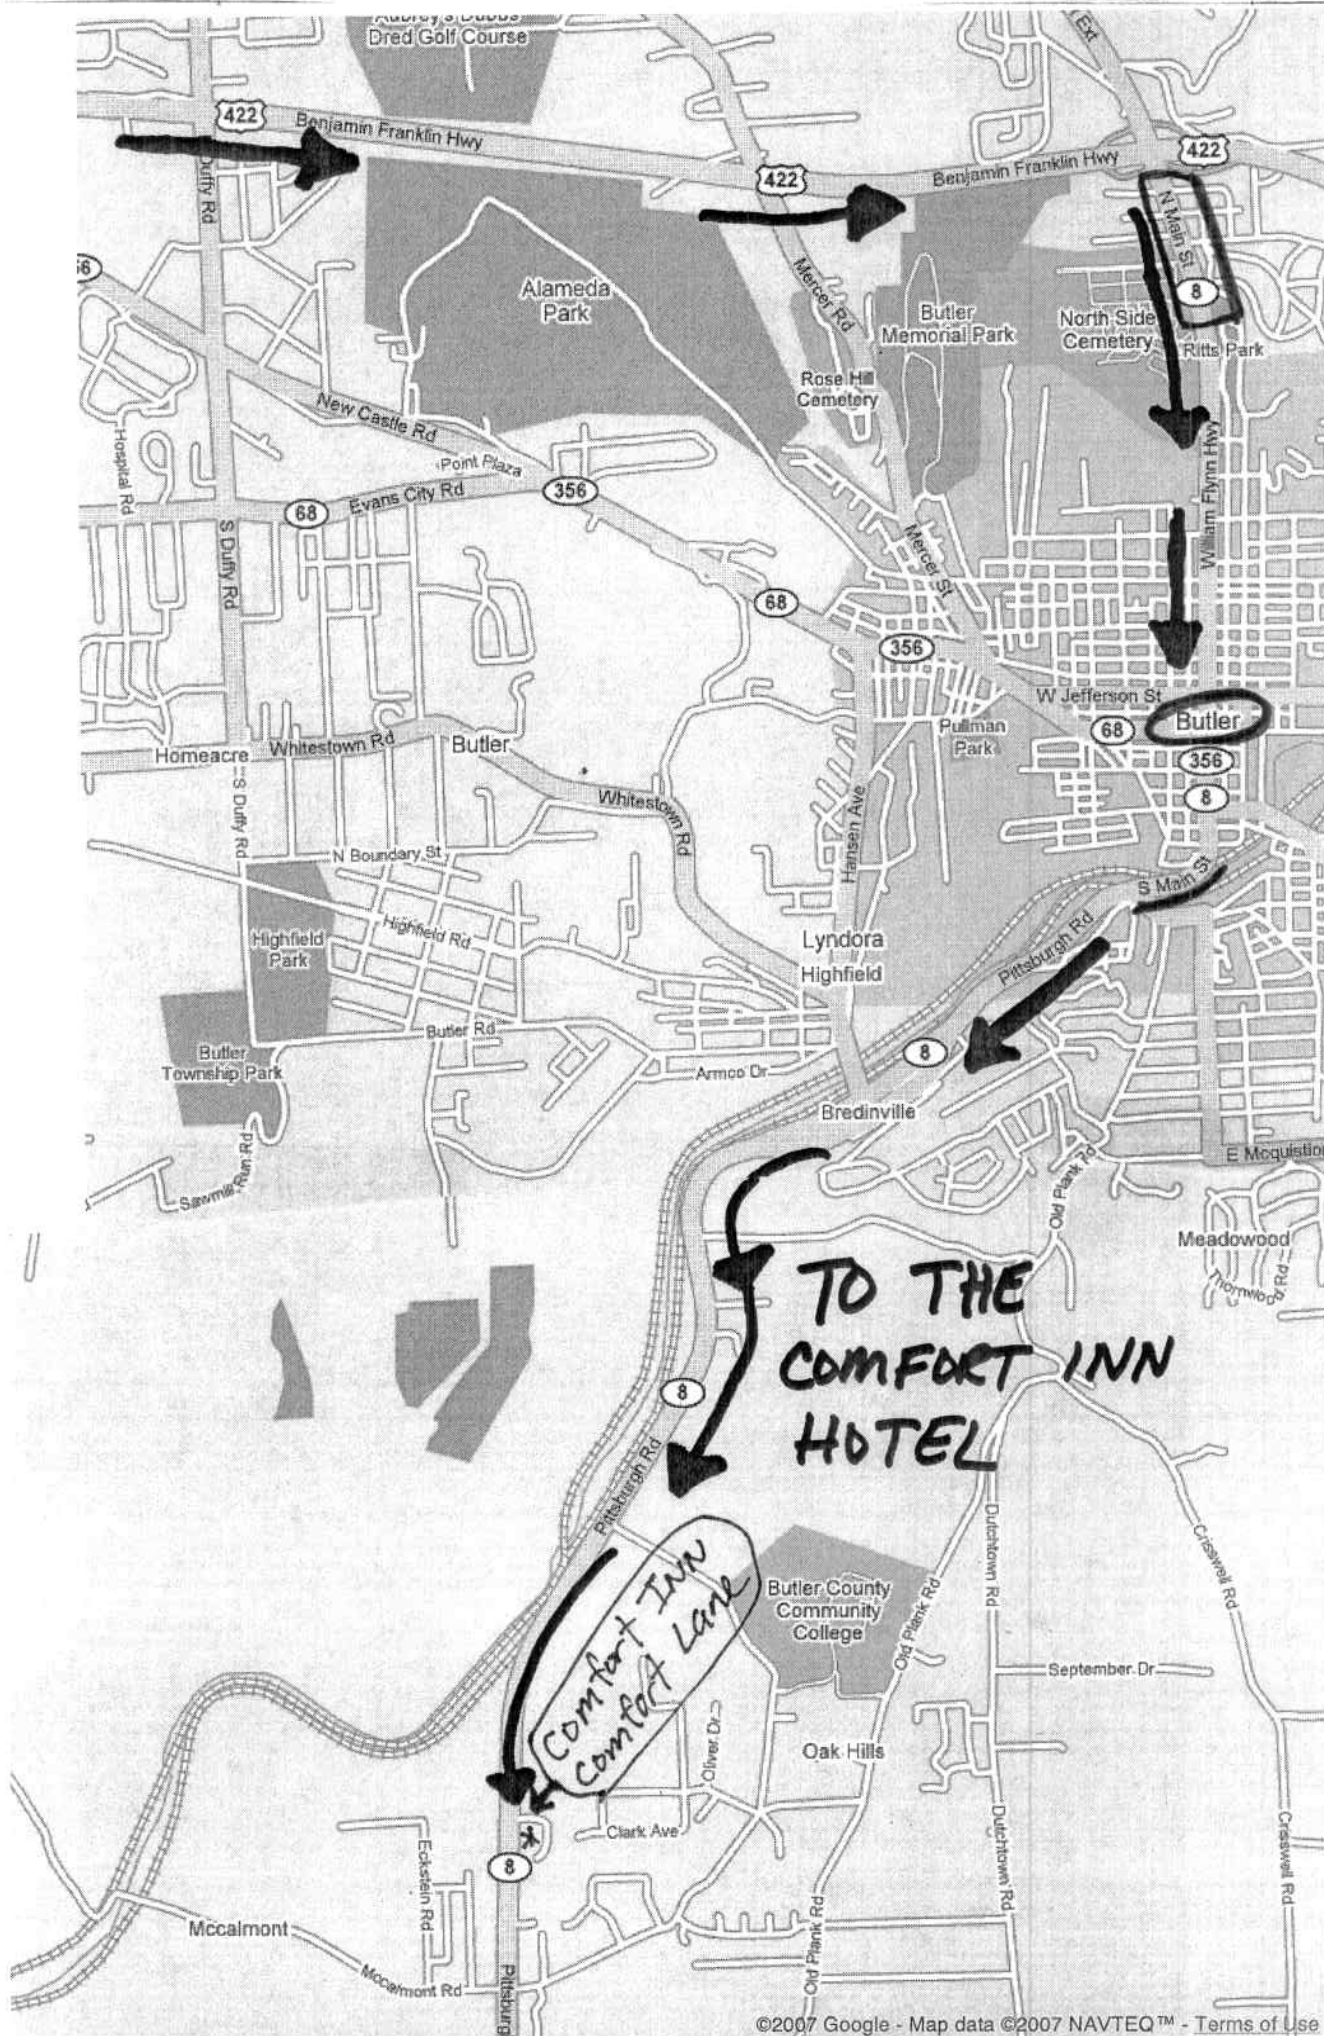 Aubrey's Dubbs
Dred Golf Course
Ext
422
Benjamin Franklin Hwy
422
Benjamin Franklin Hwy
422
Duffy Rd
N Main St
8
56
Alameda
Park
Mercer Rd
Butler
Memorial Park
North Side
Cemetery
Ritts Park
Rose Hill
Cemetery
New Castle Rd
Hospital Rd
Point Plaza
Evans City Rd
68
356
William Flynn Hwy
S Duffy Rd
Mercer St
68
356
W Jefferson St
Butler
68
Pullman
Park
356
8
Homeacre
Whitestown Rd
Butler
S Duffy Rd
Whitestown Rd
Hansen Ave
N Boundary St
S Main St
Highfield Rd
Highfield
Park
Lyndora
Highfield
Pittsburgh Rd
Butler Rd
Butler
Township Park
8
Armco Dr
Bredinville
Sawmill Run Rd
Old Plank Rd
E Mcquistion
Meadowood
Thornwood Rd
TO THE
COMFORT INN
HOTEL
8
Pittsburgh Rd
Comfort INN
Comfort Lane
Butler County
Community
College
Old Plank Rd
Dutchtown Rd
Crisswell Rd
September Dr
Oliver Dr
Oak Hills
Clark Ave
8
Eckstein Rd
Dutchtown Rd
Crisswell Rd
Mccalmont
Old Plank Rd
Mccalmont Rd
Pittsburg
©2007 Google - Map data ©2007 NAVTEQ™ - Terms of Use